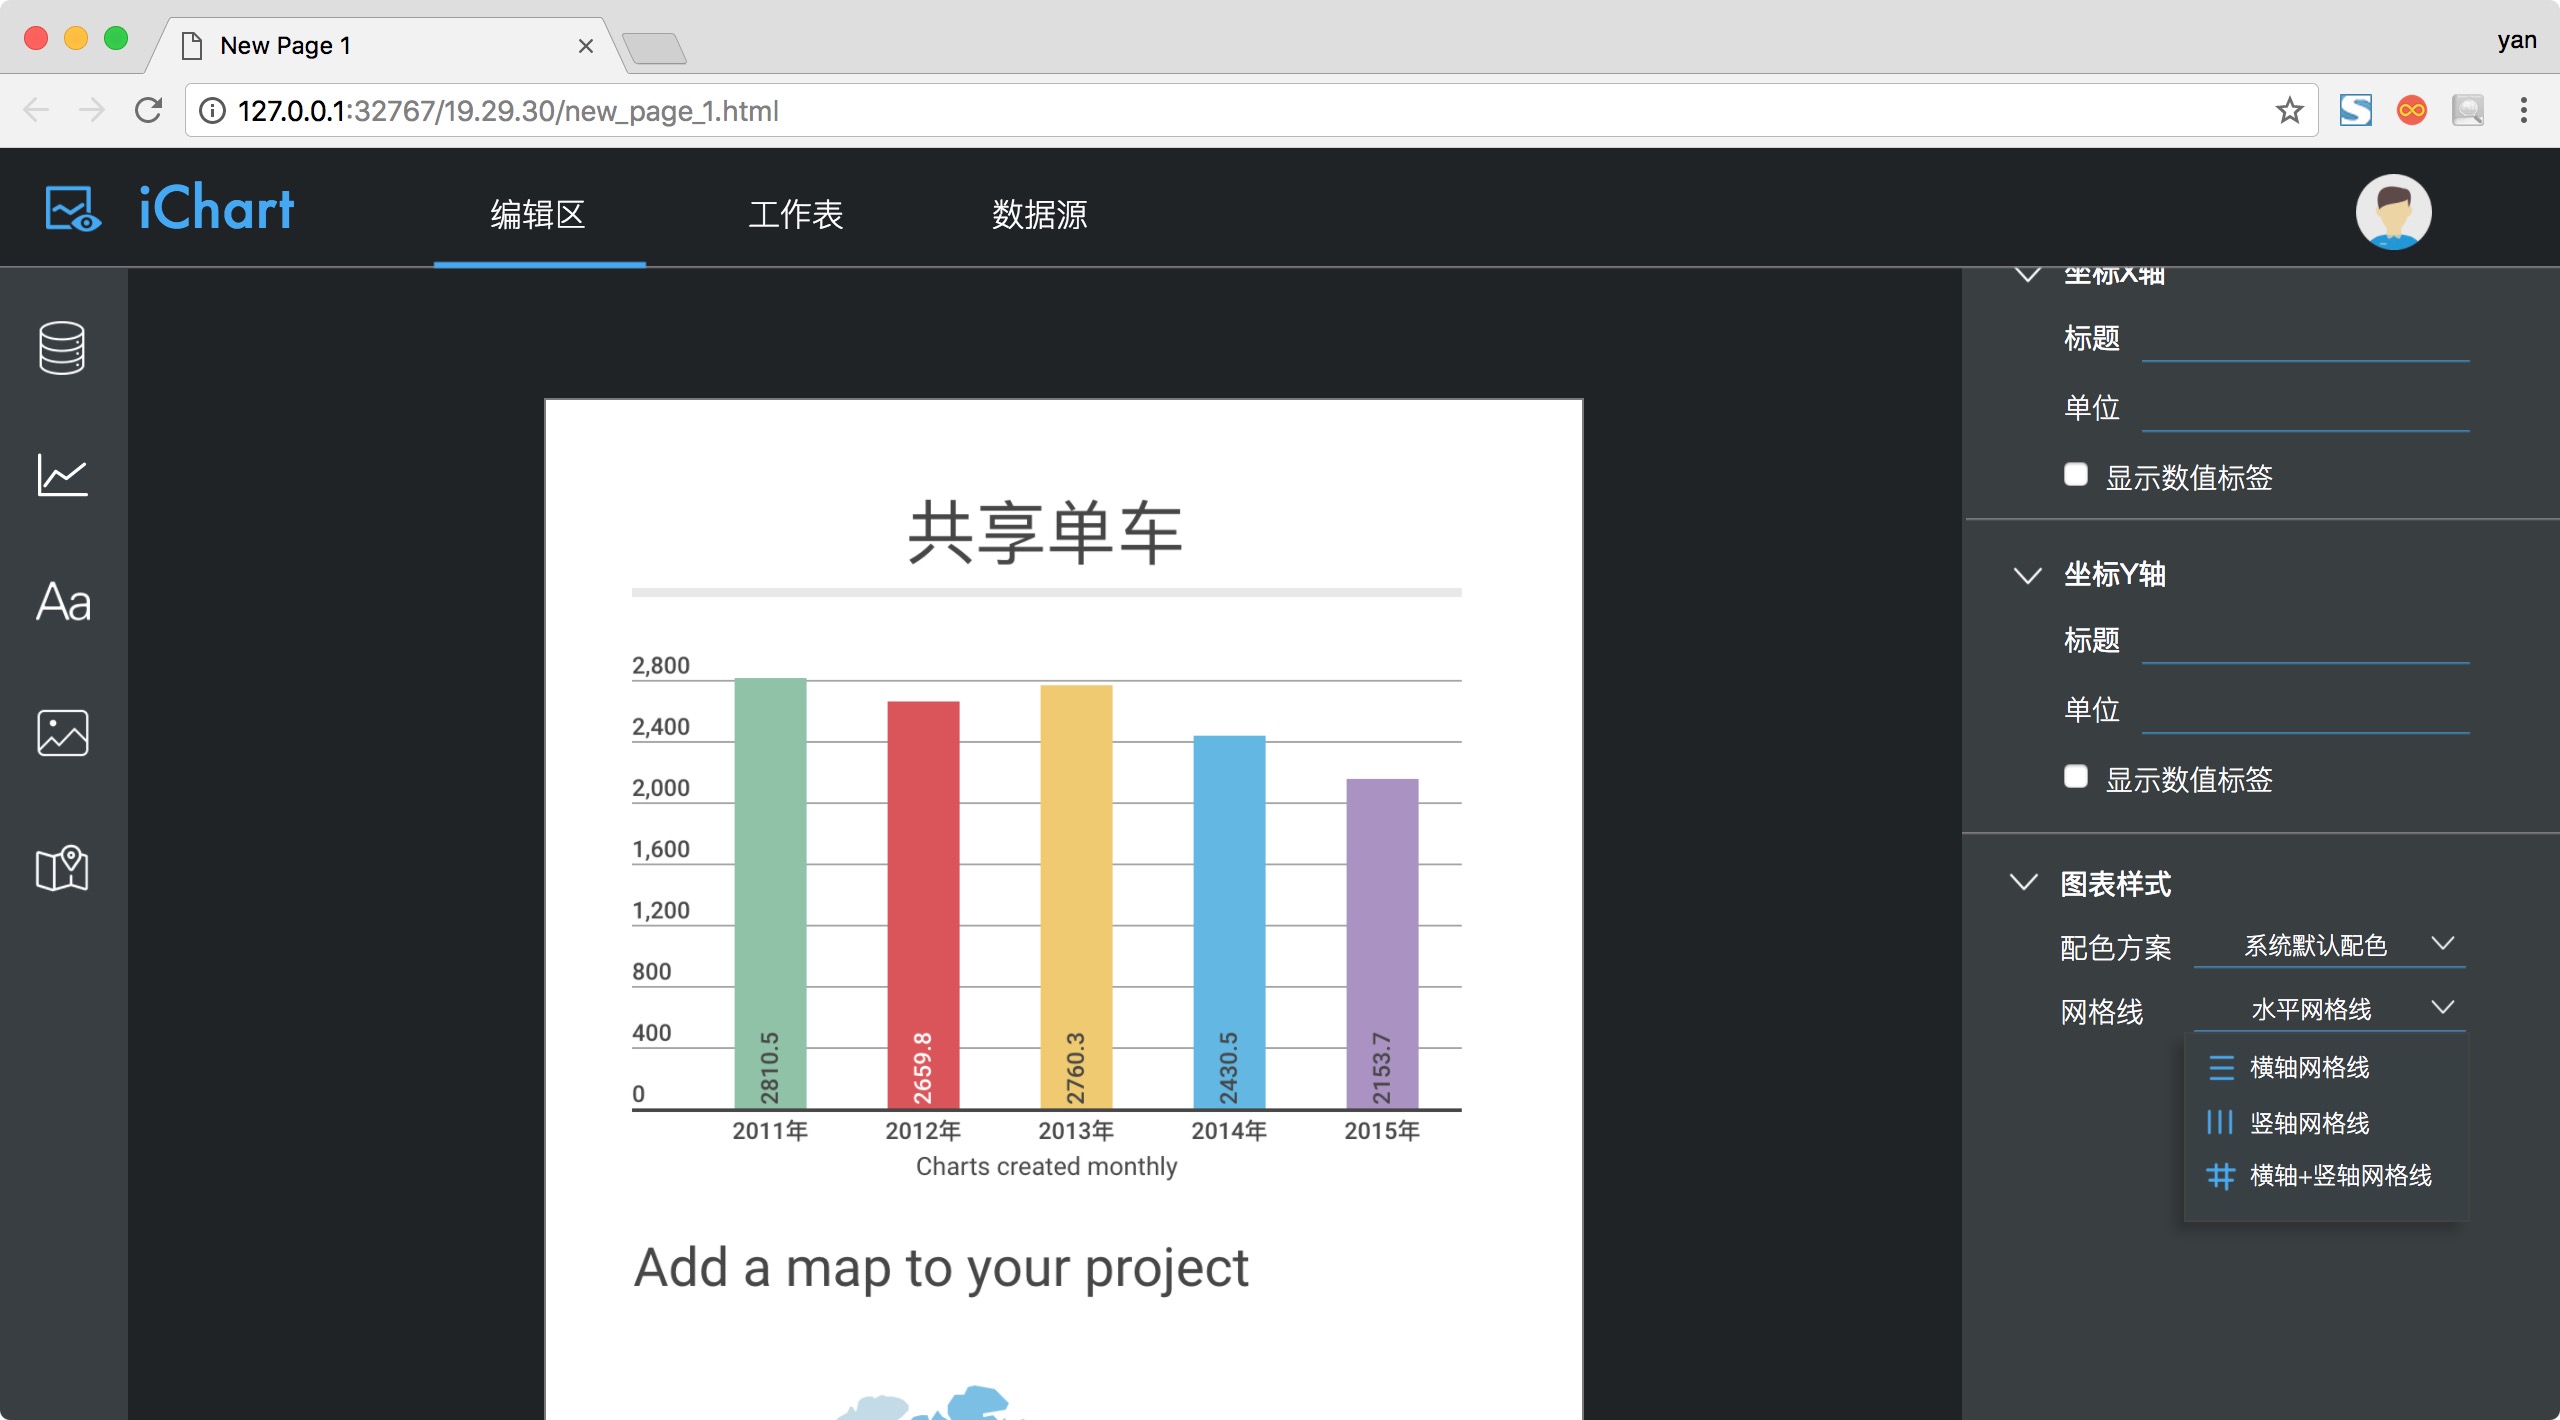 New Page 1
yan
127.0.0.1:32767/19.29.30/new_page_1.html
iChart
编辑区
工作表
数据源
Aa
共享单车
2,800
2,400
2,000
1,600
1,200
800
400
0
2810.5
2659.8
2760.3
2430.5
2153.7
2011年
2012年
2013年
2014年
2015年
Charts created monthly
Add a map to your project
坐标X轴
标题
单位
显示数值标签
坐标Y轴
标题
单位
显示数值标签
图表样式
配色方案 系统默认配色
网格线 水平网格线
横轴网格线
竖轴网格线
横轴+竖轴网格线